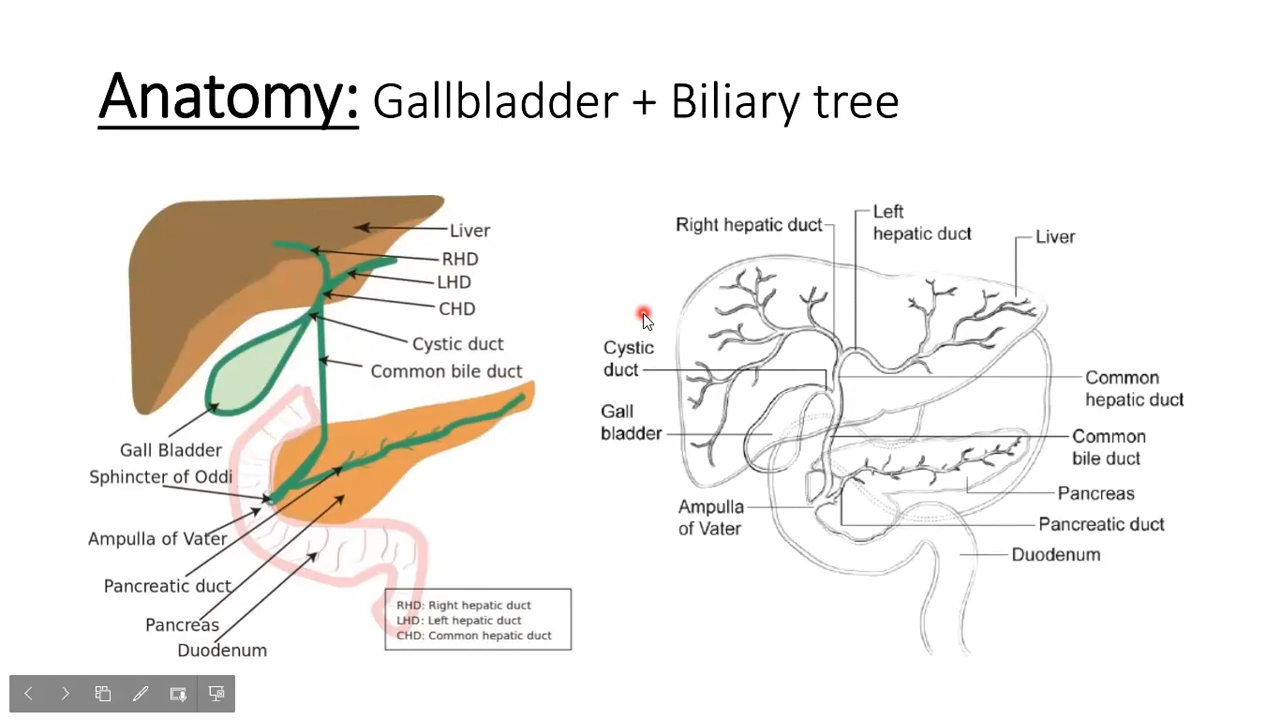 Anatomy: Gallbladder + Biliary tree
Liver
RHD
LHD
CHD
Cystic duct
Common bile duct
Gall Bladder
Sphincter of Oddi
Ampulla of Vater
Pancreatic duct
Pancreas
Duodenum
RHD: Right hepatic duct
LHD: Left hepatic duct
CHD: Common hepatic duct
Right hepatic duct
Left
hepatic duct
Liver
Cystic
duct
Gall
bladder
Common
hepatic duct
Common
bile duct
Pancreas
Ampulla
of Vater
Pancreatic duct
Duodenum